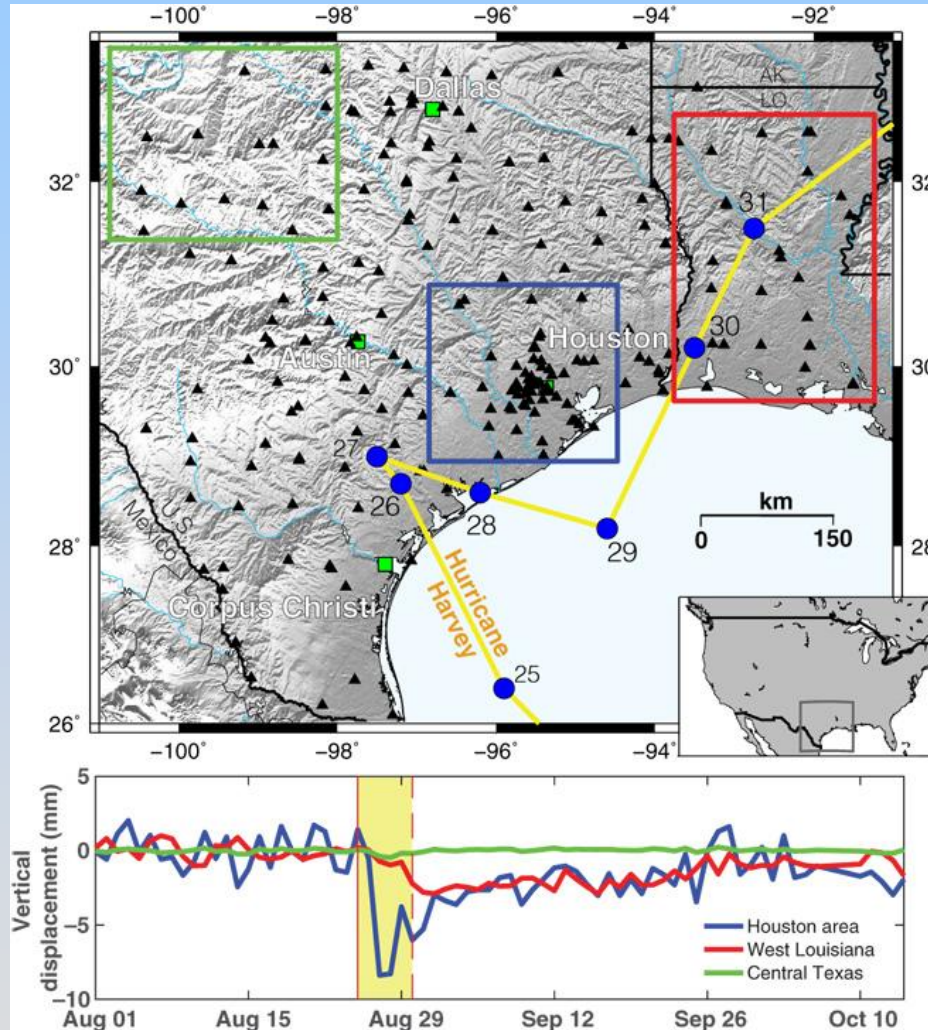 −100˚ −98˚ −96˚ −94˚ −92˚
Dallas
AK
LO
32˚
31
30
Houston
30˚
Austin
27
26
28
29
km
0 150
28˚
U.S.
Mexico
Corpus Christi
Hurricane
Harvey
25
26˚
−100˚ −98˚ −96˚ −94˚
Vertical
displacement (mm)
5
0
−5
−10
Houston area
West Louisiana
Central Texas
Aug 01 Aug 15 Aug 29 Sep 12 Sep 26 Oct 10